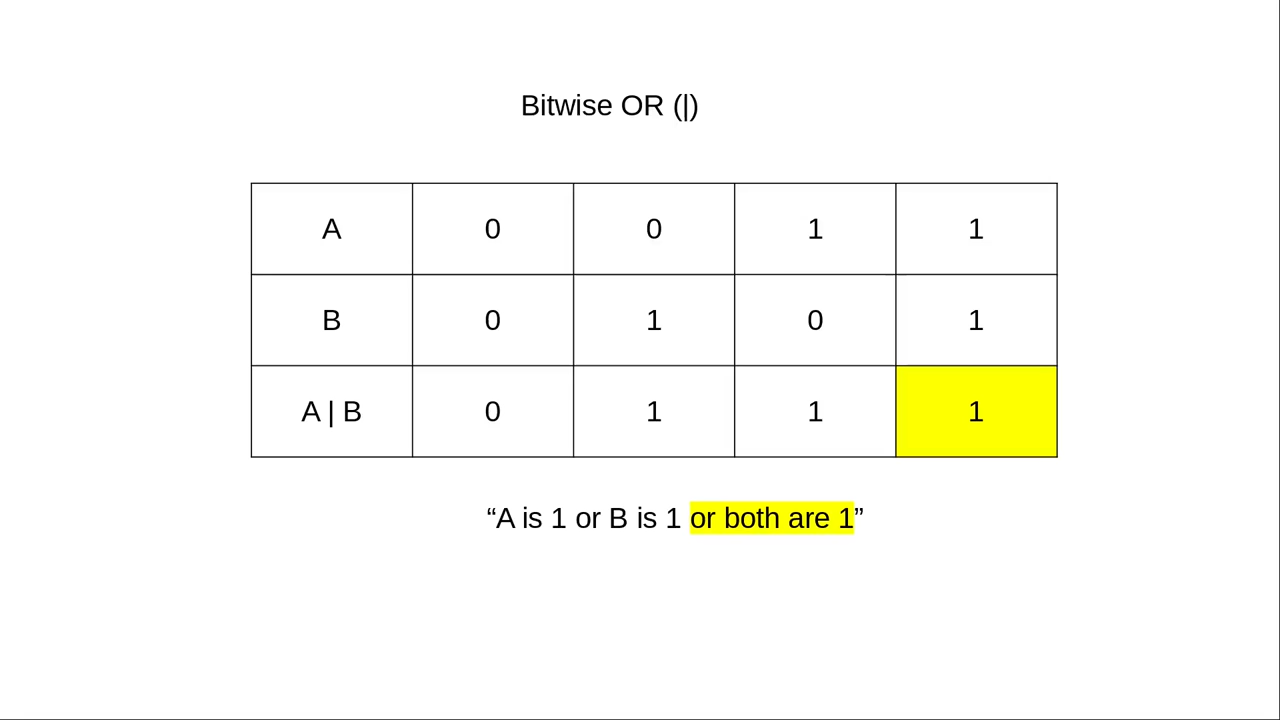 Bitwise OR (|)
A 0 0 1 1
B 0 1 0 1
A | B 0 1 1 1
“A is 1 or B is 1 or both are 1”